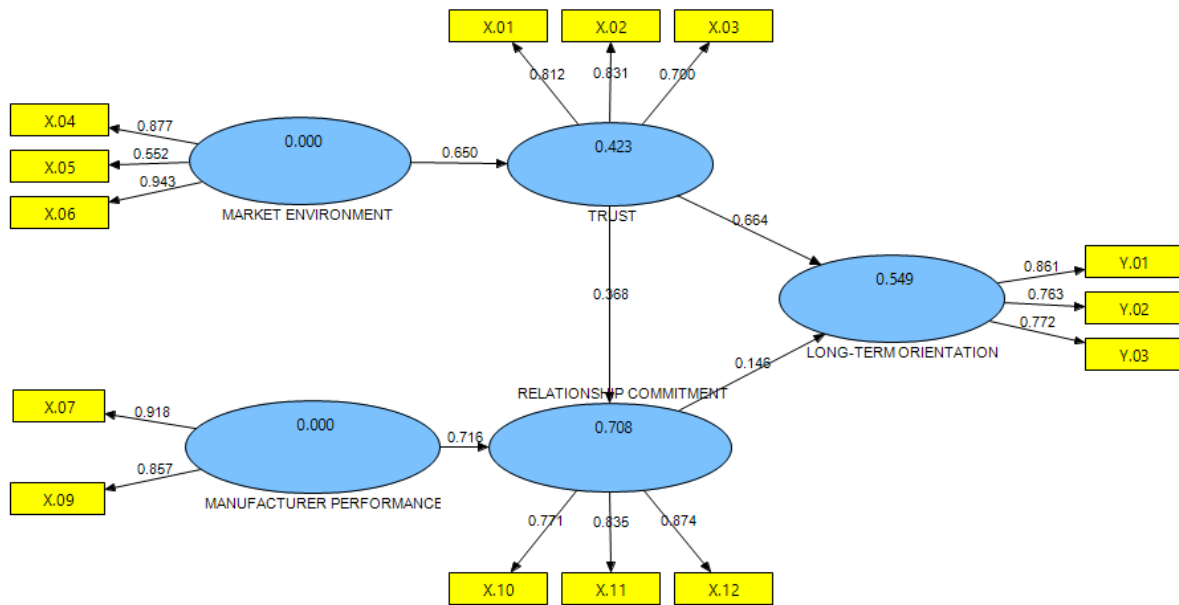 X.01
X.02
X.03
0.812
0.831
0.700
X.04
0.877
0.000
0.423
X.05
0.552
0.650
X.06
0.943
MARKET ENVIRONMENT
TRUST
0.664
0.861
Y.01
0.549
0.763
Y.02
0.368
0.772
Y.03
LONG-TERM ORIENTATION
0.146
RELATIONSHIP COMMITMENT
X.07
0.918
0.000
0.708
0.716
0.857
X.09
MANUFACTURER PERFORMANCE
0.771
0.835
0.874
X.10
X.11
X.12